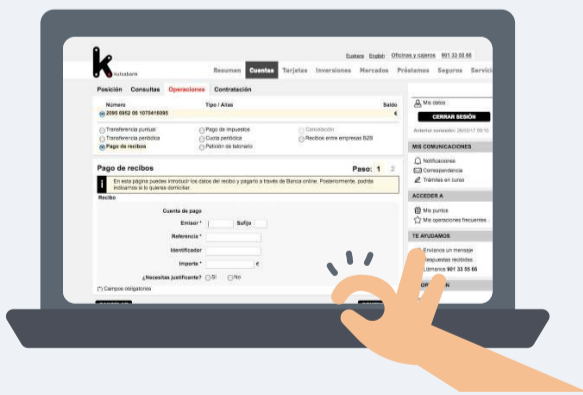 k.
kutxabank
Euskara English Oficinas y cajeros 901 33 55 66
Resumen Cuentas Tarjetas Inversiones Mercados Préstamos Seguros Servici
Posición Consultas Operaciones Contratación
Número Tipo / Alias Saldo
2095 6952 06 1070416095 €
Transferencia puntual Pago de impuestos Cancelación
Transferencia periódica Cuota periódica Recibos entre empresas B2B
Pago de recibos Petición de talonario
Pago de recibos Paso: 1 2
i En esta página puedes introducir los datos del recibo y pagarlo a través de Banca online. Posteriormente, podrás
indicarnos si lo quieres domiciliar.
Recibo
Cuenta de pago
Emisor * Sufijo
Referencia *
Identificador
Importe * €
¿Necesitas justificante? Sí No
(*) Campos obligatorios
Mis datos
CERRAR SESIÓN
MIS COMUNICACIONES
Notificaciones
Correspondencia
Trámites en curso
ACCEDER A
Mis puntos
Mis operaciones frecuentes
TE AYUDAMOS
Envíanos un mensaje
Respuestas recibidas
Llámanos 901 33 55 66